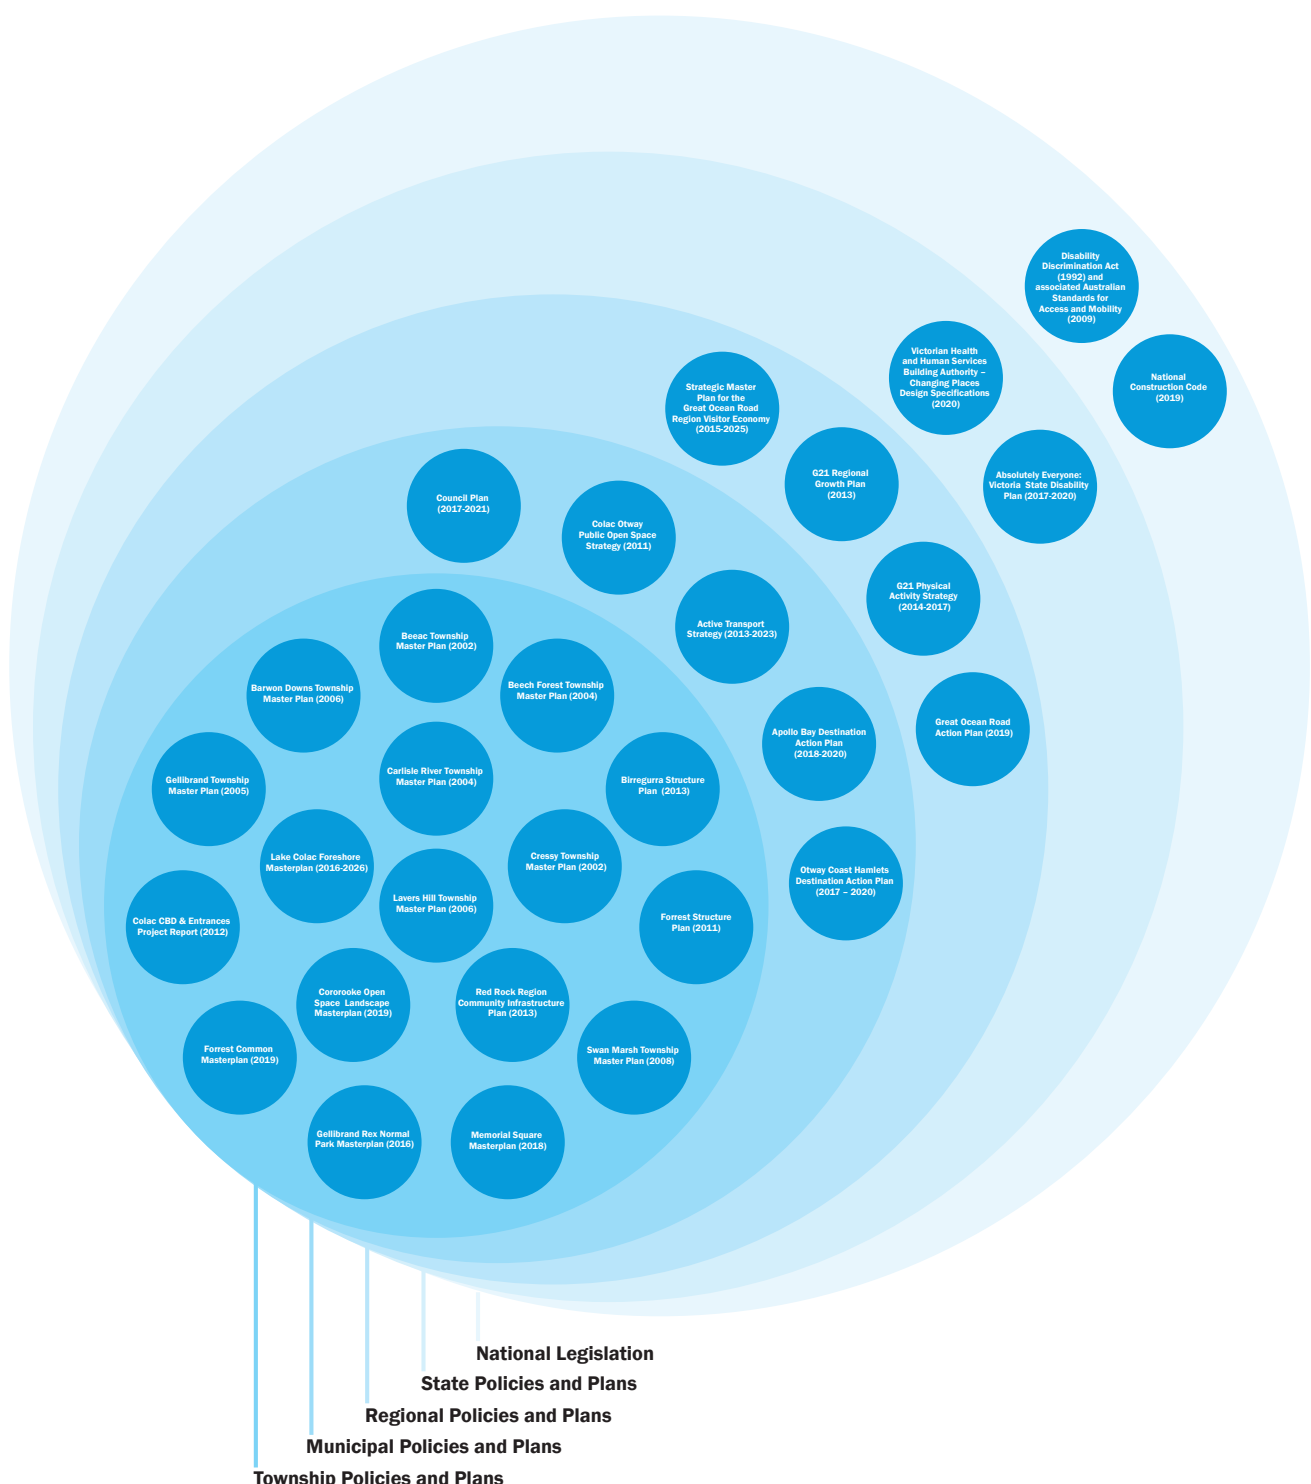 Disability
Discrimination Act
(1992) and
associated Australian
Standards for
Access and Mobility
(2009)
National
Construction Code
(2019)
Victorian Health
and Human Services
Building Authority –
Changing Places
Design Specifications
(2020)
Absolutely Everyone:
Victoria State Disability
Plan (2017-2020)
Strategic Master
Plan for the
Great Ocean Road
Region Visitor Economy
(2015-2025)
G21 Regional
Growth Plan
(2013)
G21 Physical
Activity Strategy
(2014-2017)
Great Ocean Road
Action Plan (2019)
Council Plan
(2017-2021)
Colac Otway
Public Open Space
Strategy (2011)
Active Transport
Strategy (2013-2023)
Apollo Bay Destination
Action Plan
(2018-2020)
Otway Coast Hamlets
Destination Action Plan
(2017 – 2020)
Beeac Township
Master Plan (2002)
Barwon Downs Township
Master Plan (2006)
Beech Forest Township
Master Plan (2004)
Gellibrand Township
Master Plan (2005)
Carlisle River Township
Master Plan (2004)
Birregurra Structure
Plan (2013)
Lake Colac Foreshore
Masterplan (2016-2026)
Cressy Township
Master Plan (2002)
Lavers Hill Township
Master Plan (2006)
Colac CBD & Entrances
Project Report (2012)
Forrest Structure
Plan (2011)
Cororooke Open
Space Landscape
Masterplan (2019)
Red Rock Region
Community Infrastructure
Plan (2013)
Forrest Common
Masterplan (2019)
Swan Marsh Township
Master Plan (2008)
Gellibrand Rex Normal
Park Masterplan (2016)
Memorial Square
Masterplan (2018)
National Legislation
State Policies and Plans
Regional Policies and Plans
Municipal Policies and Plans
Township Policies and Plans